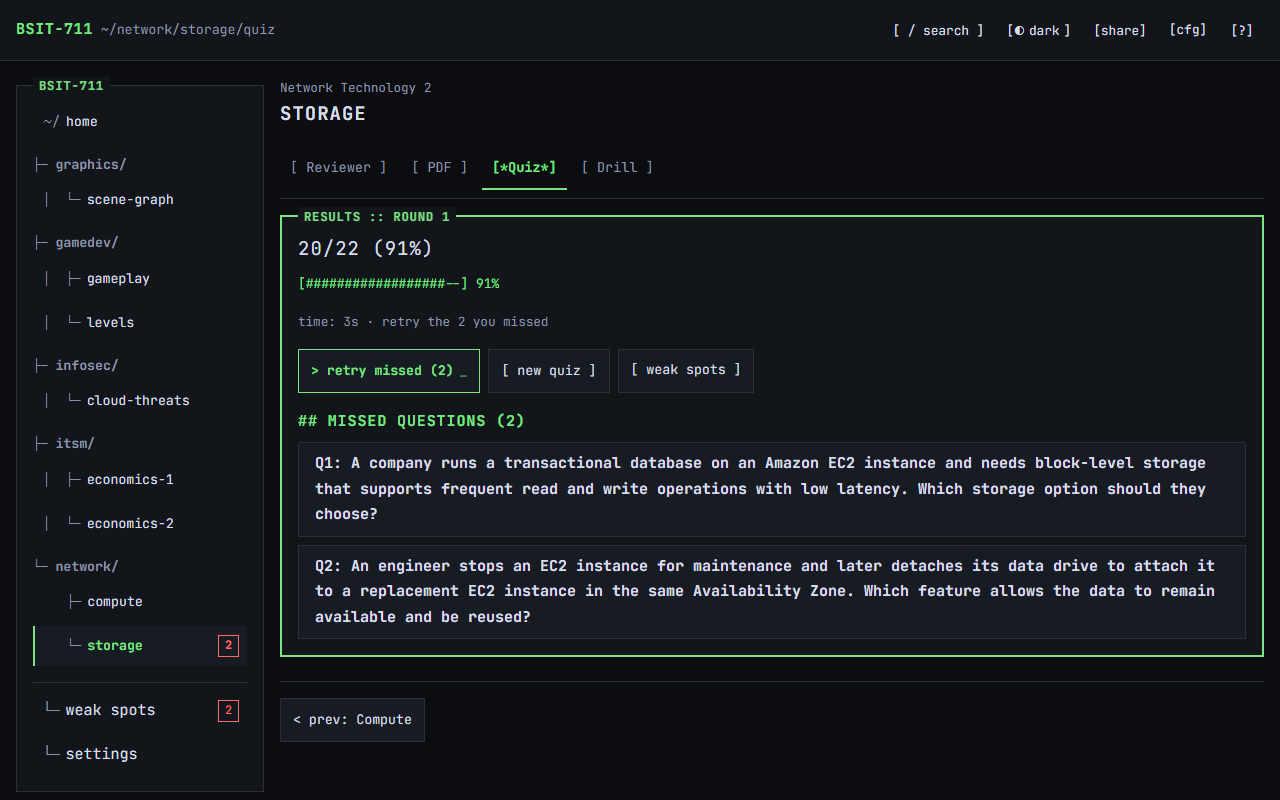 BSIT-711 ~/network/storage/quiz
[ / search ] [◐ dark ] [share] [cfg] [?]
BSIT-711
~/ home
├─ graphics/
│ └─ scene-graph
├─ gamedev/
│ ├─ gameplay
│ └─ levels
├─ infosec/
│ └─ cloud-threats
├─ itsm/
│ ├─ economics-1
│ └─ economics-2
└─ network/
├─ compute
└─ storage 2
└─ weak spots 2
└─ settings
Network Technology 2
STORAGE
[ Reviewer ] [ PDF ] [*Quiz*] [ Drill ]
RESULTS :: ROUND 1
20/22 (91%)
[##################--] 91%
time: 3s · retry the 2 you missed
> retry missed (2) _ [ new quiz ] [ weak spots ]
## MISSED QUESTIONS (2)
Q1: A company runs a transactional database on an Amazon EC2 instance and needs block-level storage
that supports frequent read and write operations with low latency. Which storage option should they
choose?
Q2: An engineer stops an EC2 instance for maintenance and later detaches its data drive to attach it
to a replacement EC2 instance in the same Availability Zone. Which feature allows the data to remain
available and be reused?
< prev: Compute